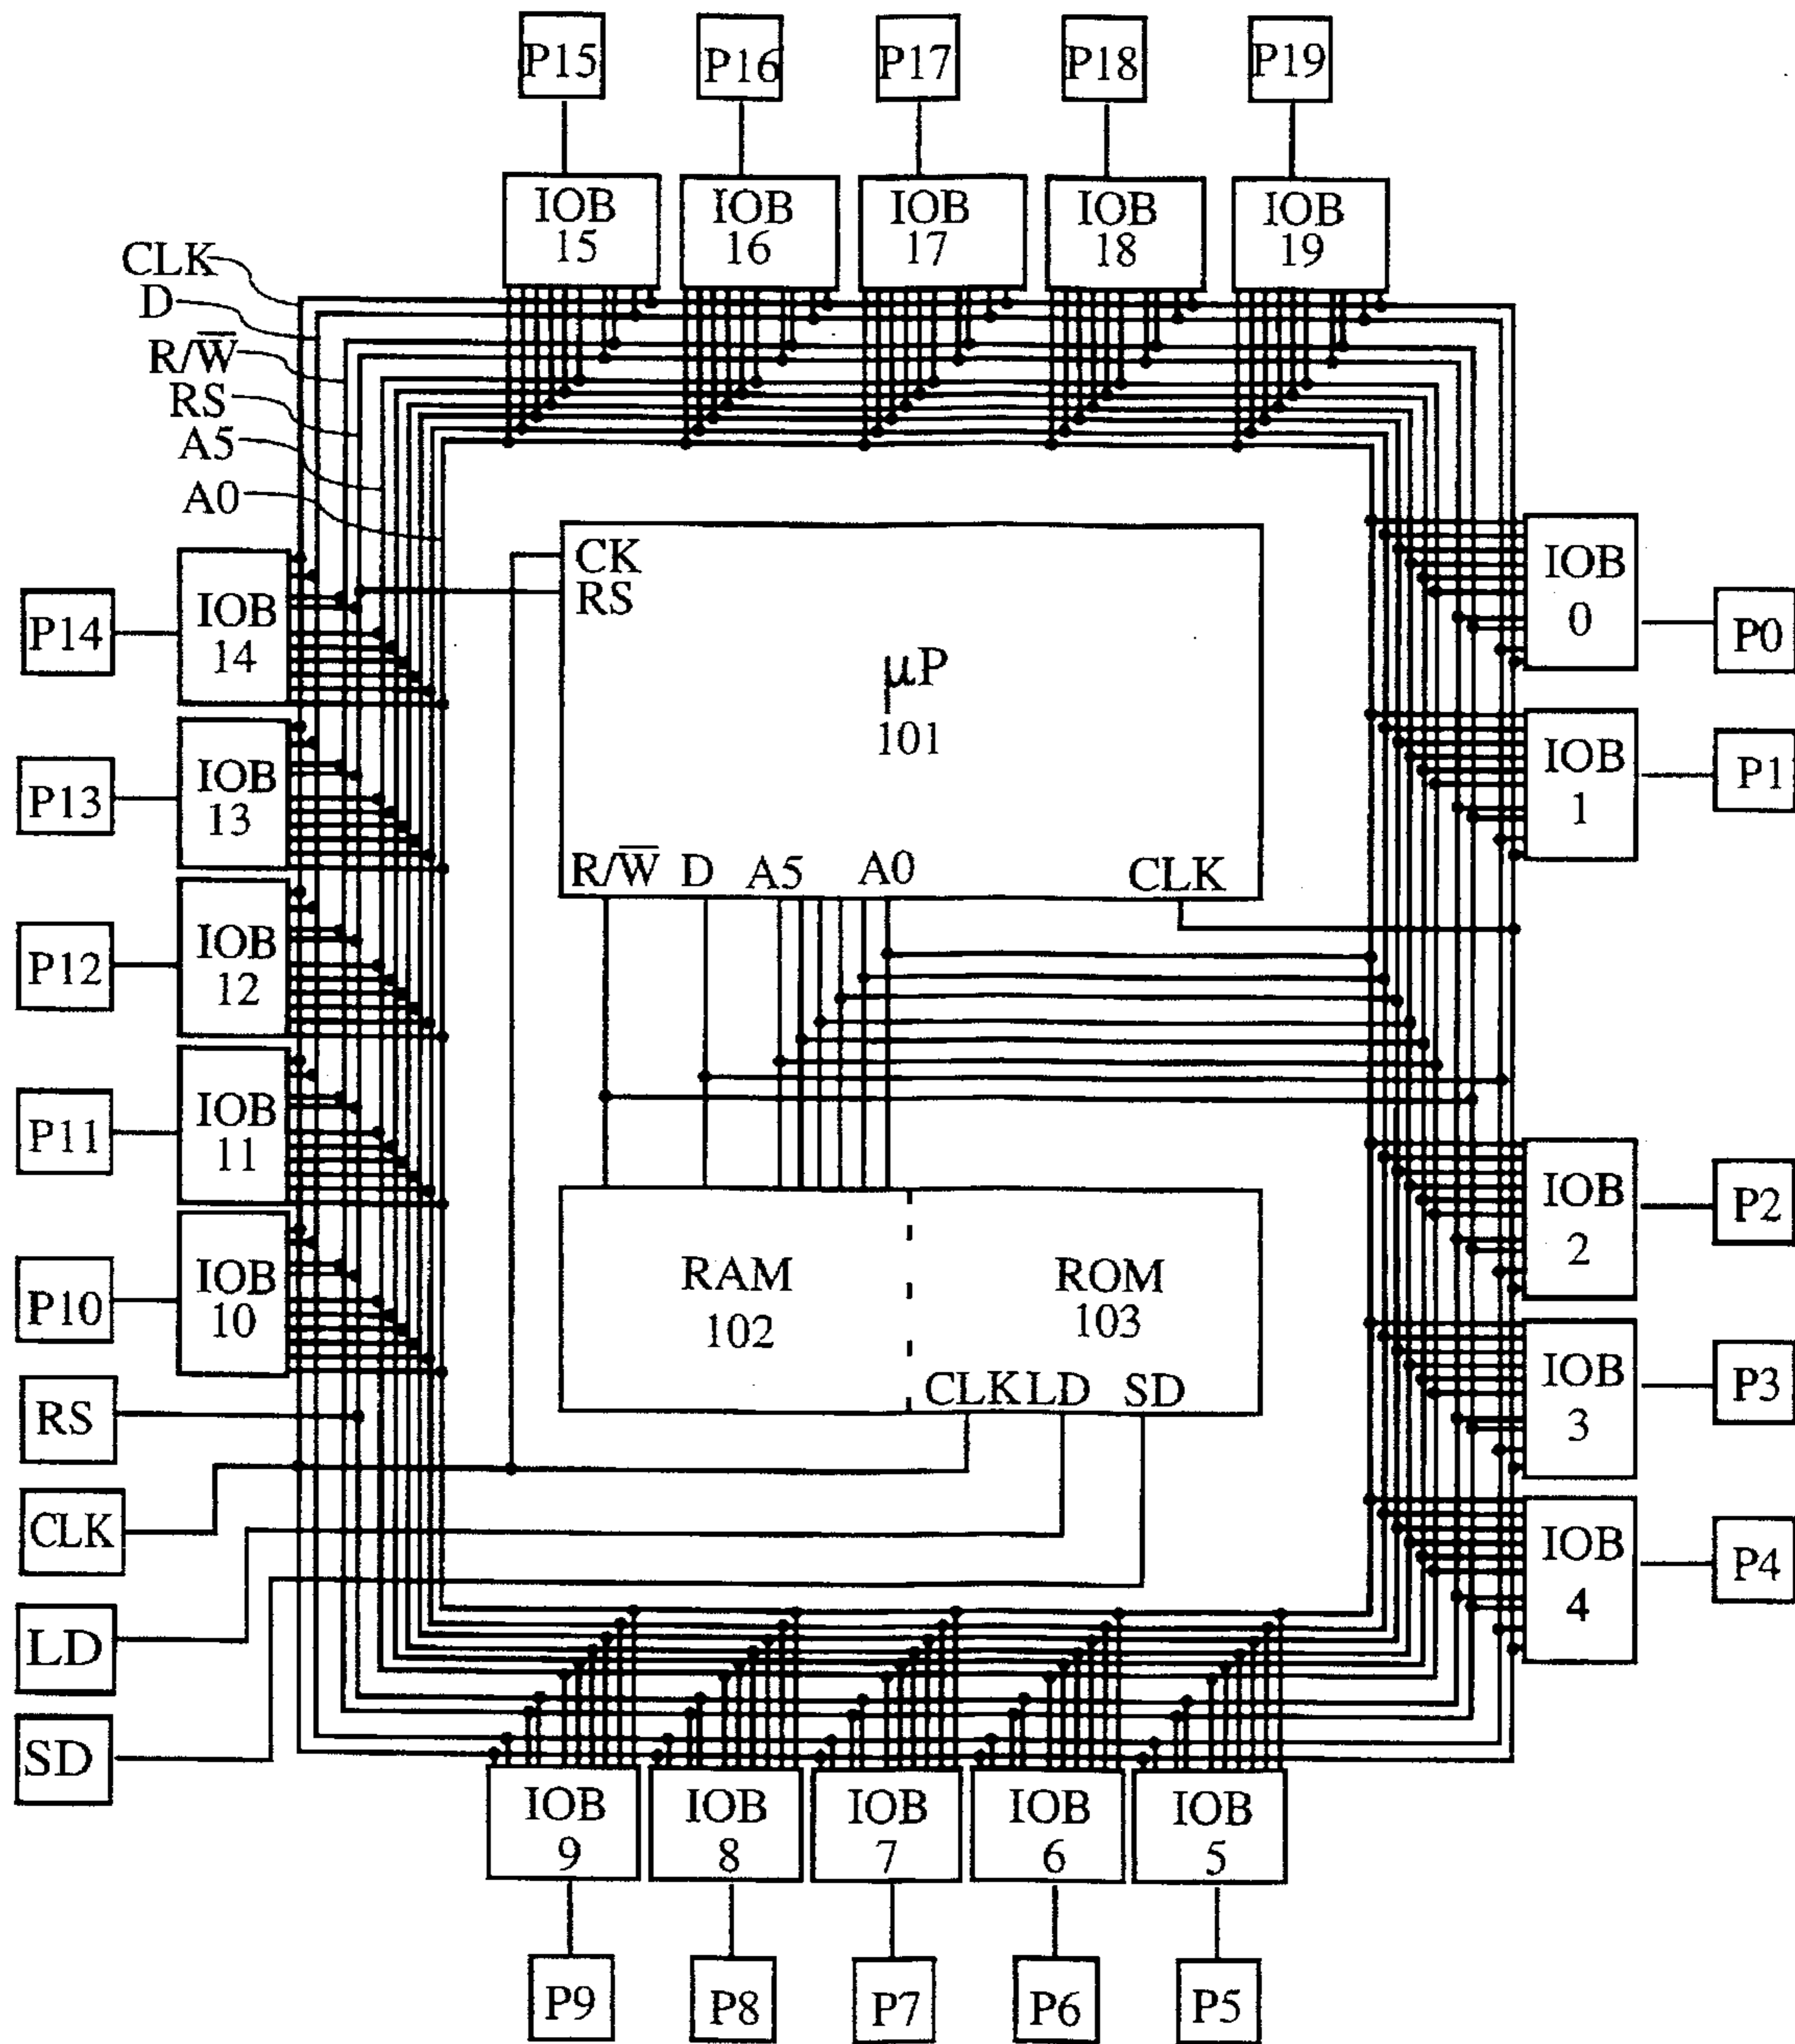 P15 P16 P17 P18 P19
IOB 15
IOB 16
IOB 17
IOB 18
IOB 19
CLK
D
R/W̅
RS
A5
A0
CK
RS
μP
101
R/W̅ D A5 A0 CLK
RAM
102
ROM
103
CLK LD SD
P14
IOB
14
P13
IOB
13
P12
IOB
12
P11
IOB
11
P10
IOB
10
RS
CLK
LD
SD
IOB
0
P0
IOB
1
P1
IOB
2
P2
IOB
3
P3
IOB
4
P4
IOB
9
IOB
8
IOB
7
IOB
6
IOB
5
P9 P8 P7 P6 P5